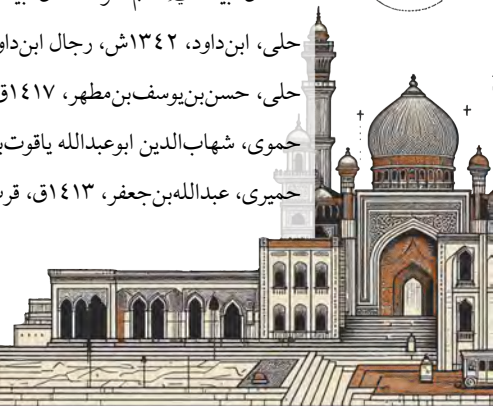 حلی، ابن‌داود، ۱۳۴۲ش، رجال ابن‌داو
حلی، حسن‌بن‌یوسف‌بن‌مطهر، ۱۴۱۷ق
حموی، شهاب‌الدین ابوعبدالله یاقوت‌ب
حمیری، عبدالله‌بن‌جعفر، ۱۴۱۳ق، قر